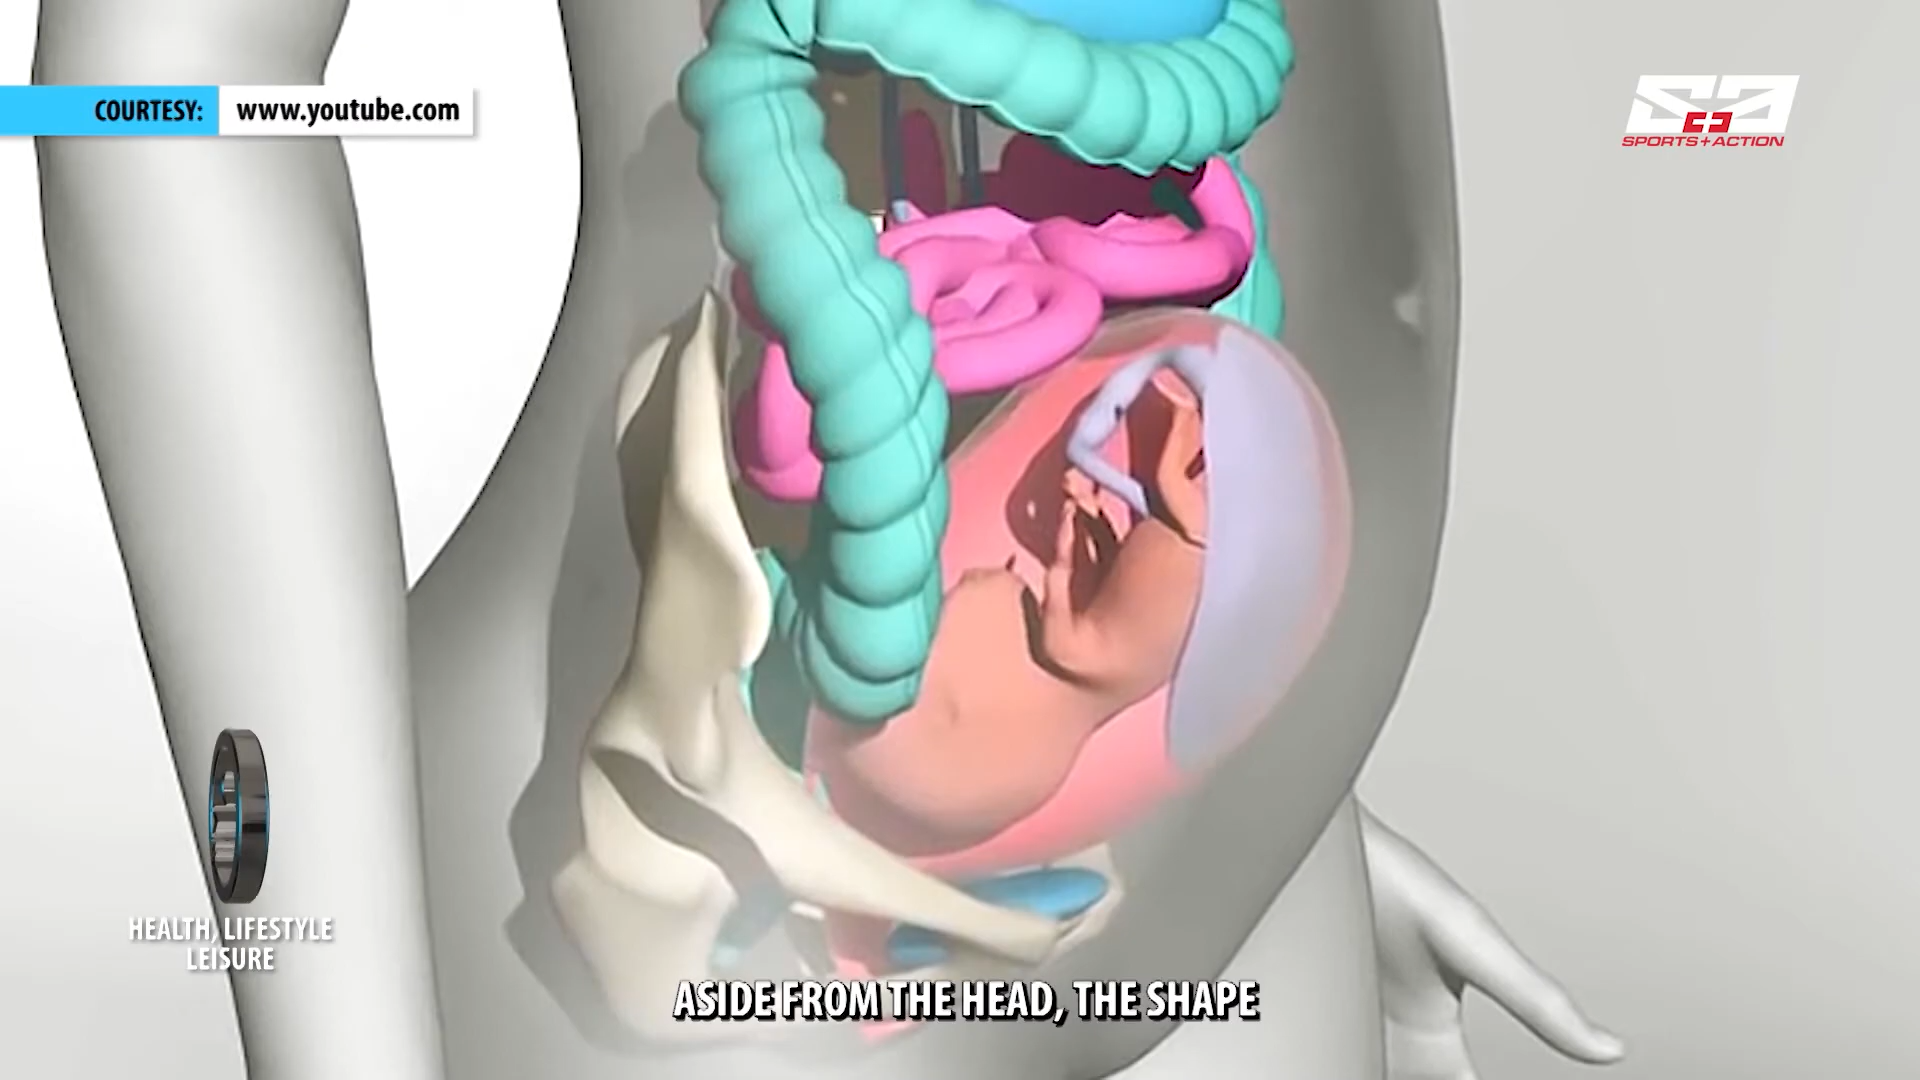 COURTESY: www.youtube.com
S+A
SPORTS+ACTION
HEALTH, LIFESTYLE
LEISURE
ASIDE FROM THE HEAD, THE SHAPE